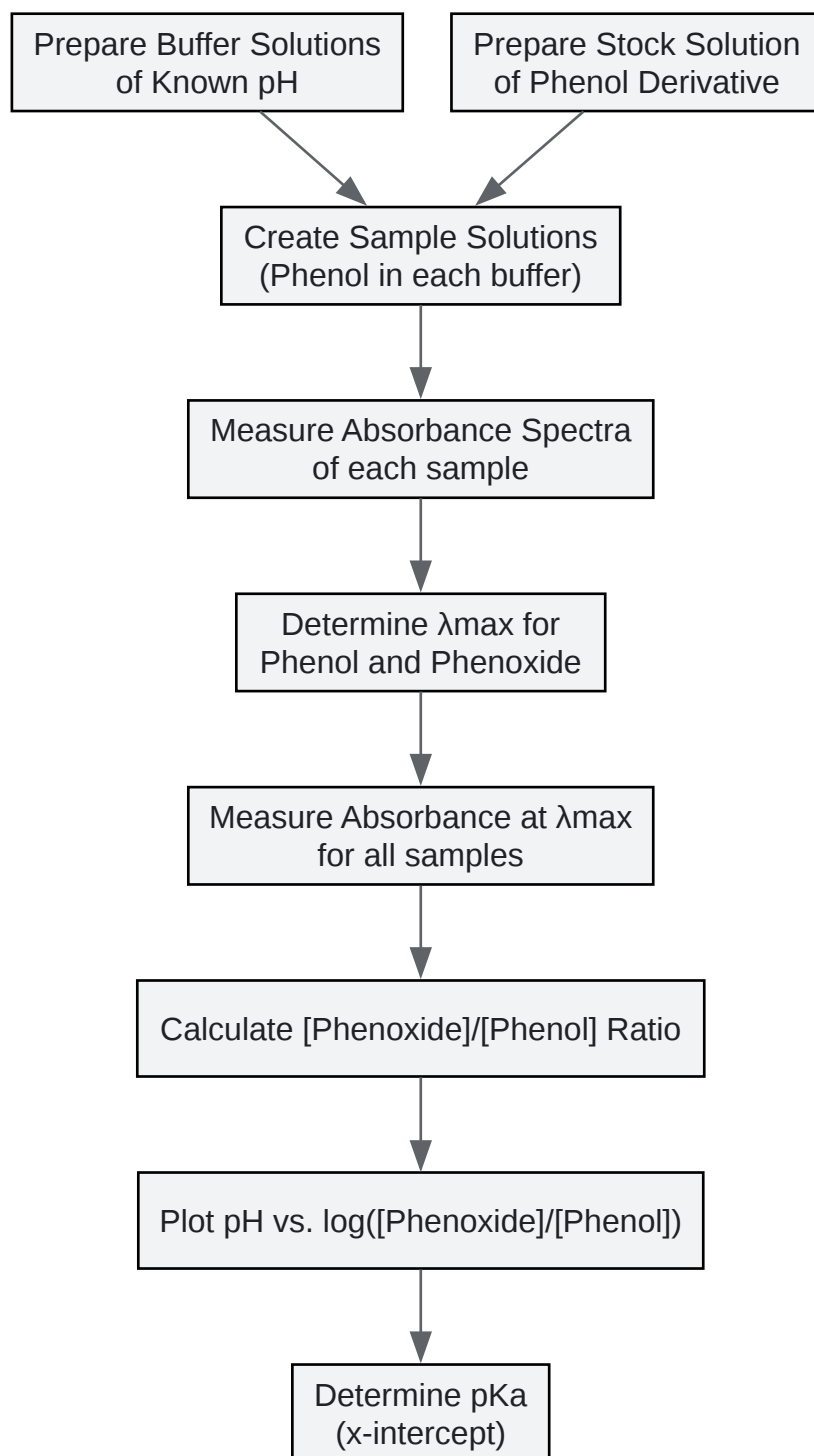 Prepare Buffer Solutions
of Known pH
Prepare Stock Solution
of Phenol Derivative
Create Sample Solutions
(Phenol in each buffer)
Measure Absorbance Spectra
of each sample
Determine λmax for
Phenol and Phenoxide
Measure Absorbance at λmax
for all samples
Calculate [Phenoxide]/[Phenol] Ratio
Plot pH vs. log([Phenoxide]/[Phenol])
Determine pKa
(x-intercept)